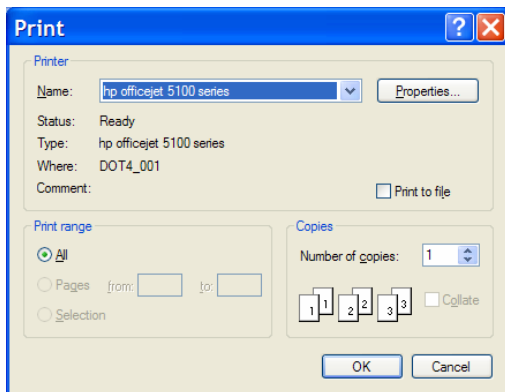 Print
Printer
Name: hp officejet 5100 series Properties...
Status: Ready
Type: hp officejet 5100 series
Where: DOT4_001
Comment: Print to file
Print range
All
Pages from: to:
Selection
Copies
Number of copies: 1
1 1 2 2 3 3 Collate
OK Cancel